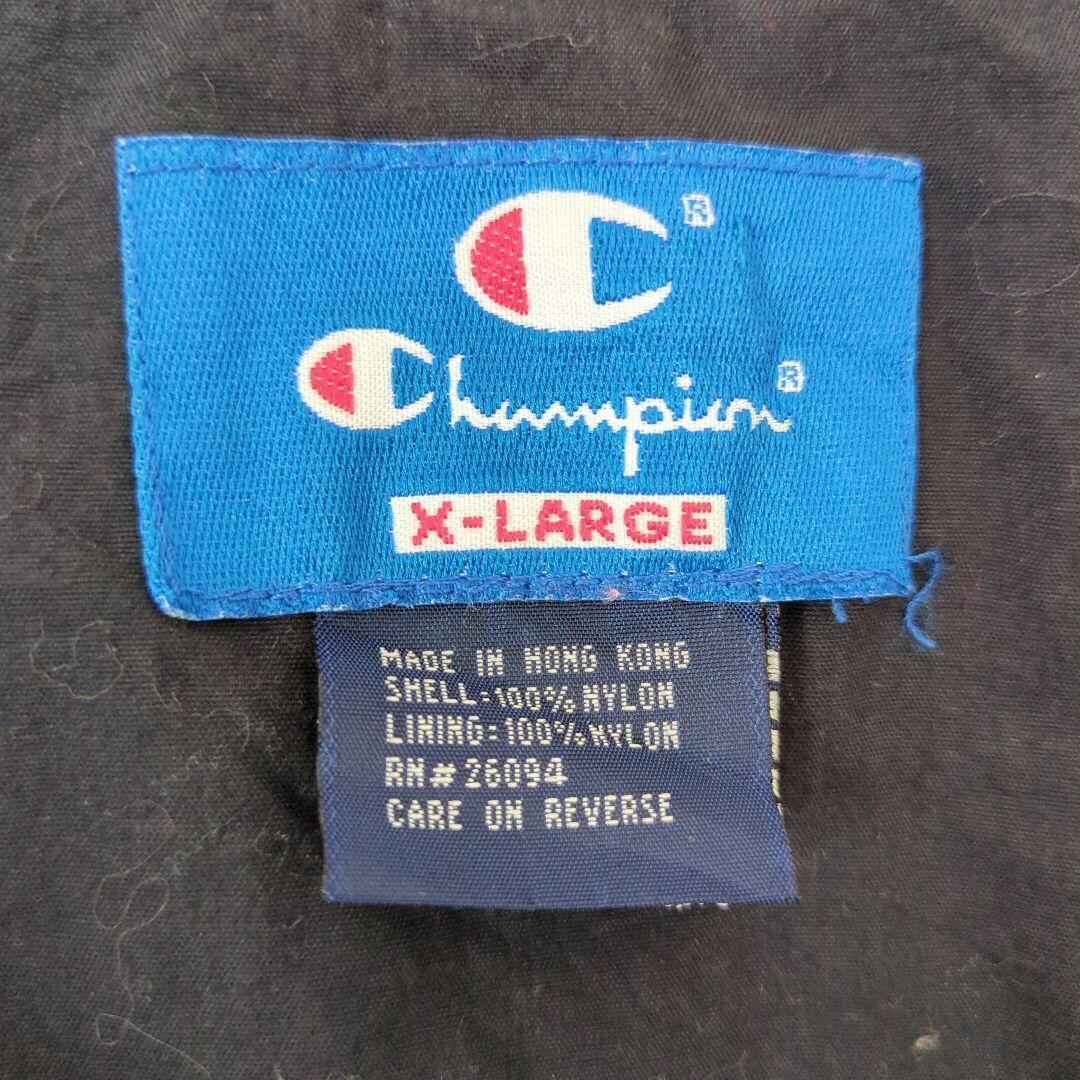 ®
Champion®
X-LARGE
MADE IN HONG KONG
SHELL:100% NYLON
LINING:100% NYLON
RN#26094
CARE ON REVERSE